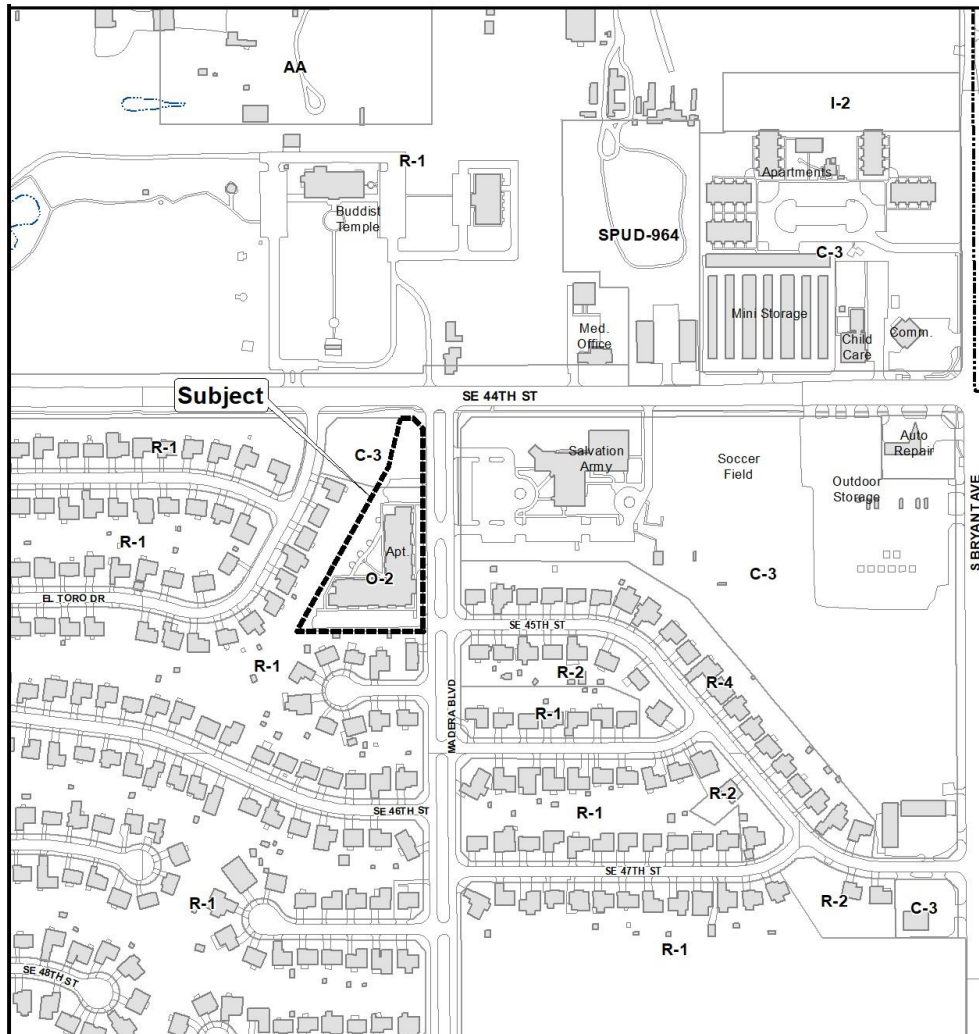 AA
I-2
R-1
Apartments
Buddist
Temple
SPUD-964
C-3
Mini Storage
Med.
Office
Child
Care
Comm.
Subject
SE 44TH ST
R-1
C-3
Salvation
Army
Soccer
Field
Auto
Repair
Outdoor
Storage
S BRYANT AVE
R-1
Apt.
O-2
C-3
EL TORO DR
SE 45TH ST
R-1
R-2
R-4
R-1
MADERA BLVD
R-2
SE 46TH ST
R-1
SE 47TH ST
R-1
R-2
C-3
R-1
SE 48TH ST